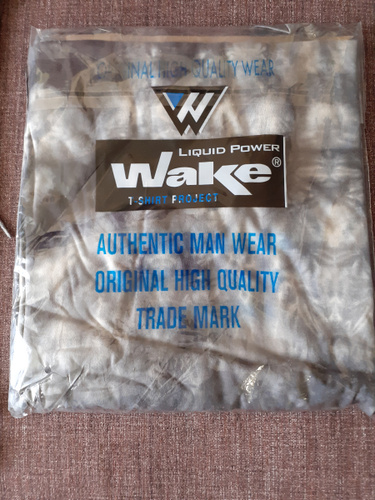 ORIGINAL HIGH QUALITY WEAR
W
LIQUID POWER
Wake®
T-SHIRT PROJECT
AUTHENTIC MAN WEAR
ORIGINAL HIGH QUALITY
TRADE MARK